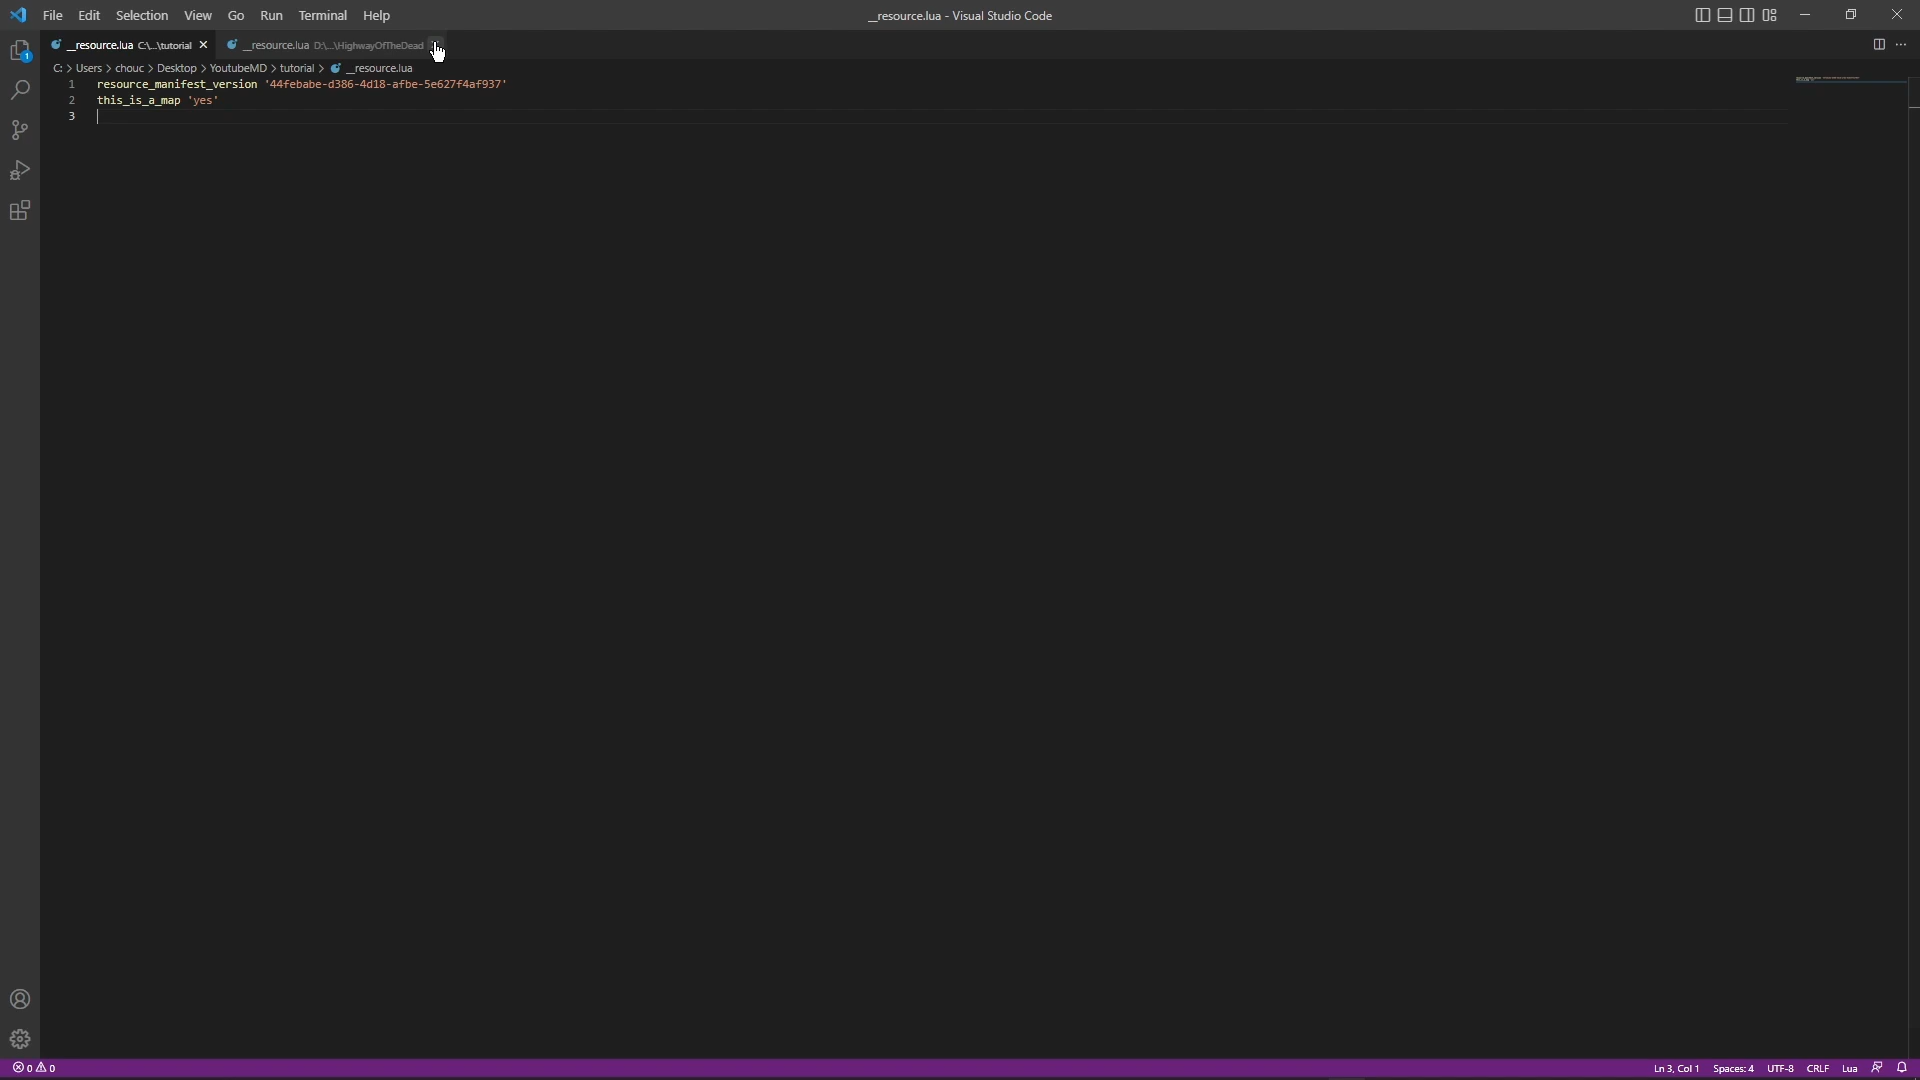 File Edit Selection View Go Run Terminal Help
__resource.lua - Visual Studio Code
__resource.lua C:\...\tutorial
__resource.lua D:\...\HighwayOfTheDead
1
C: > Users > chouc > Desktop > YoutubeMD > tutorial > __resource.lua
1 resource_manifest_version '44febabe-d386-4d18-afbe-5e627f4af937'
2 this_is_a_map 'yes'
3
0 0
Ln 3, Col 1 Spaces: 4 UTF-8 CRLF Lua